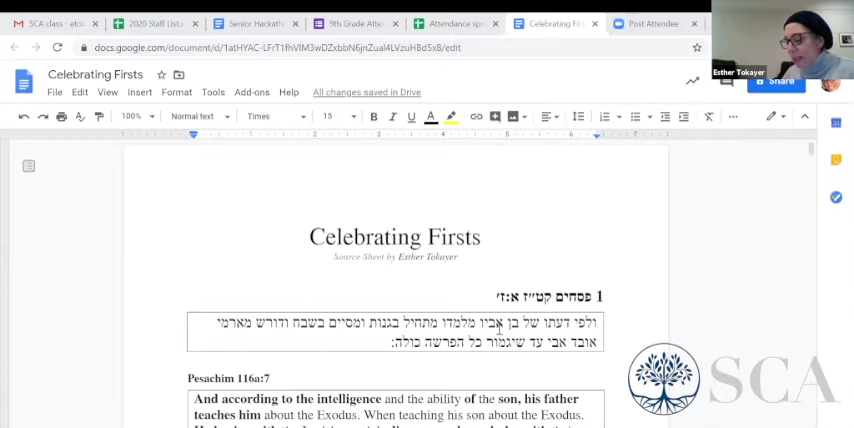 SCA class - etok
2020 Staff List.
Senior Hackath
9th Grade Atten
Attendance spr
Celebrating Firsts
Post Attendee
docs.google.com/document/d/1atHYAC-LFrT1fhVlM3wDZxbbN6jnZual4LVzuHBd5x8/edit
Esther Tokayer
Celebrating Firsts
File Edit View Insert Format Tools Add-ons Help All changes saved in Drive
Share
100% Normal text Times 15 B I U A
Celebrating Firsts
Source Sheet by Esther Tokayer
1 פסחים קט״ז א:ז׳
ולפי דעתו של בן אביו מלמדו מתחיל בגנות ומסיים בשבח ודורש מארמי
אובד אבי עד שיגמור כל הפרשה כולה:
Pesachim 116a:7
And according to the intelligence and the ability of the son, his father
teaches him about the Exodus. When teaching his son about the Exodus.
SCA